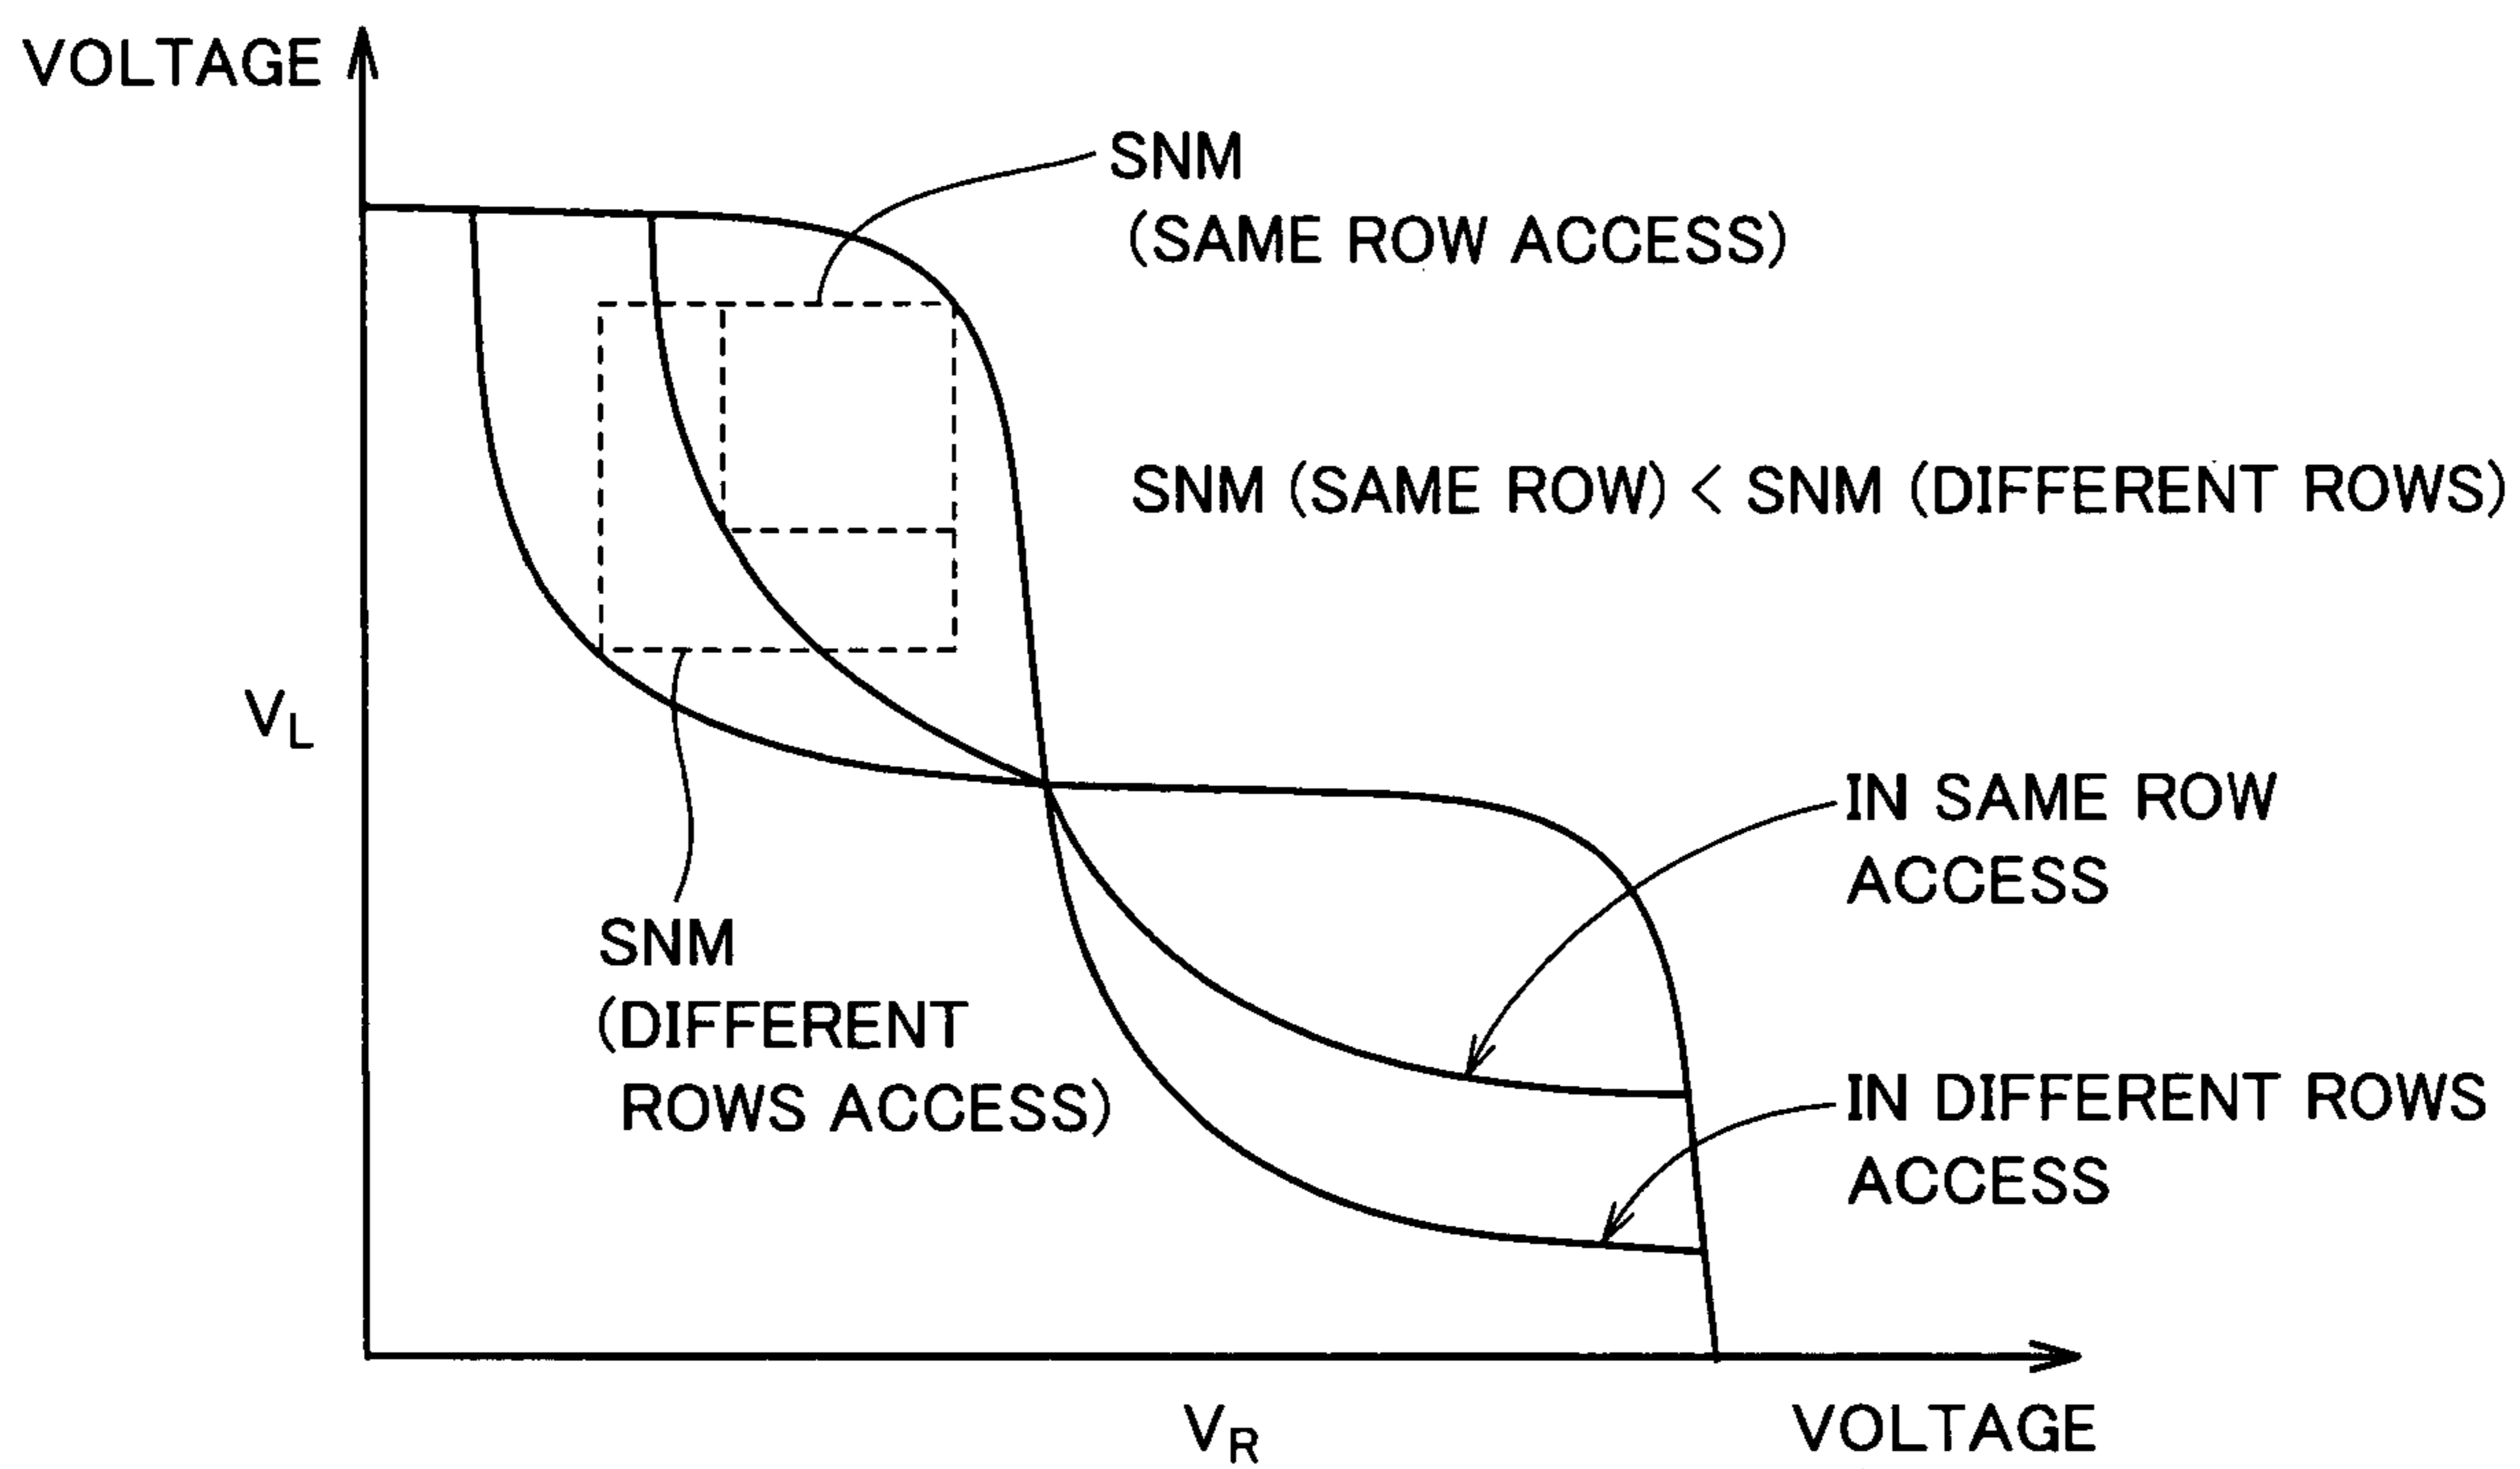 VOLTAGE
SNM
(SAME ROW ACCESS)
SNM (SAME ROW) < SNM (DIFFERENT ROWS)
VL
IN SAME ROW
ACCESS
SNM
(DIFFERENT
ROWS ACCESS)
IN DIFFERENT ROWS
ACCESS
VR
VOLTAGE